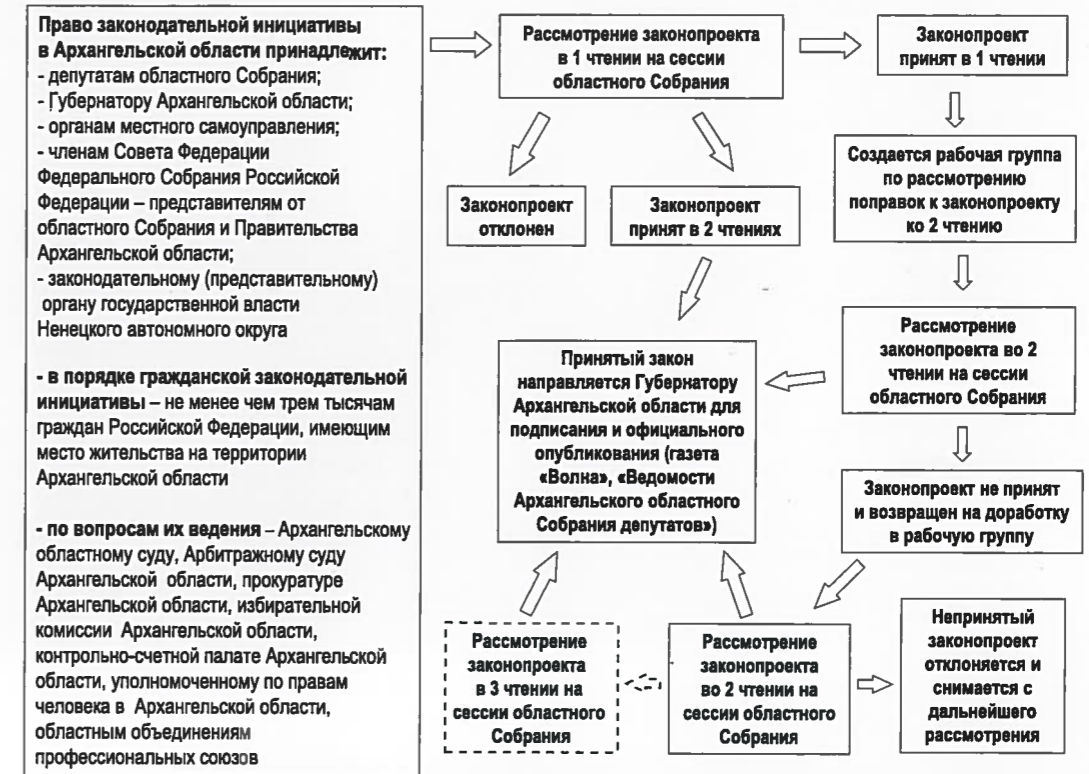 Право законодательной инициативы
в Архангельской области принадлежит:
- депутатам областного Собрания;
- Губернатору Архангельской области;
- органам местного самоуправления;
- членам Совета Федерации
Федерального Собрания Российской
Федерации – представителям от
областного Собрания и Правительства
Архангельской области;
- законодательному (представительному)
органу государственной власти
Ненецкого автономного округа
- в порядке гражданской законодательной
инициативы – не менее чем трем тысячам
граждан Российской Федерации, имеющим
место жительства на территории
Архангельской области
- по вопросам их ведения – Архангельскому
областному суду, Арбитражному суду
Архангельской области, прокуратуре
Архангельской области, избирательной
комиссии Архангельской области,
контрольно-счетной палате Архангельской
области, уполномоченному по правам
человека в Архангельской области,
областным объединениям
профессиональных союзов
Рассмотрение законопроекта
в 1 чтении на сессии
областного Собрания
Законопроект
принят в 1 чтении
Законопроект
отклонен
Законопроект
принят в 2 чтениях
Создается рабочая группа
по рассмотрению
поправок к законопроекту
ко 2 чтению
Рассмотрение
законопроекта во 2
чтении на сессии
областного Собрания
Принятый закон
направляется Губернатору
Архангельской области для
подписания и официального
опубликования (газета
«Волна», «Ведомости
Архангельского областного
Собрания депутатов»)
Законопроект не принят
и возвращен на доработку
в рабочую группу
Рассмотрение
законопроекта
в 3 чтении на
сессии областного
Собрания
Рассмотрение
законопроекта
во 2 чтении на
сессии областного
Собрания
Непринятый
законопроект
отклоняется и
снимается с
дальнейшего
рассмотрения